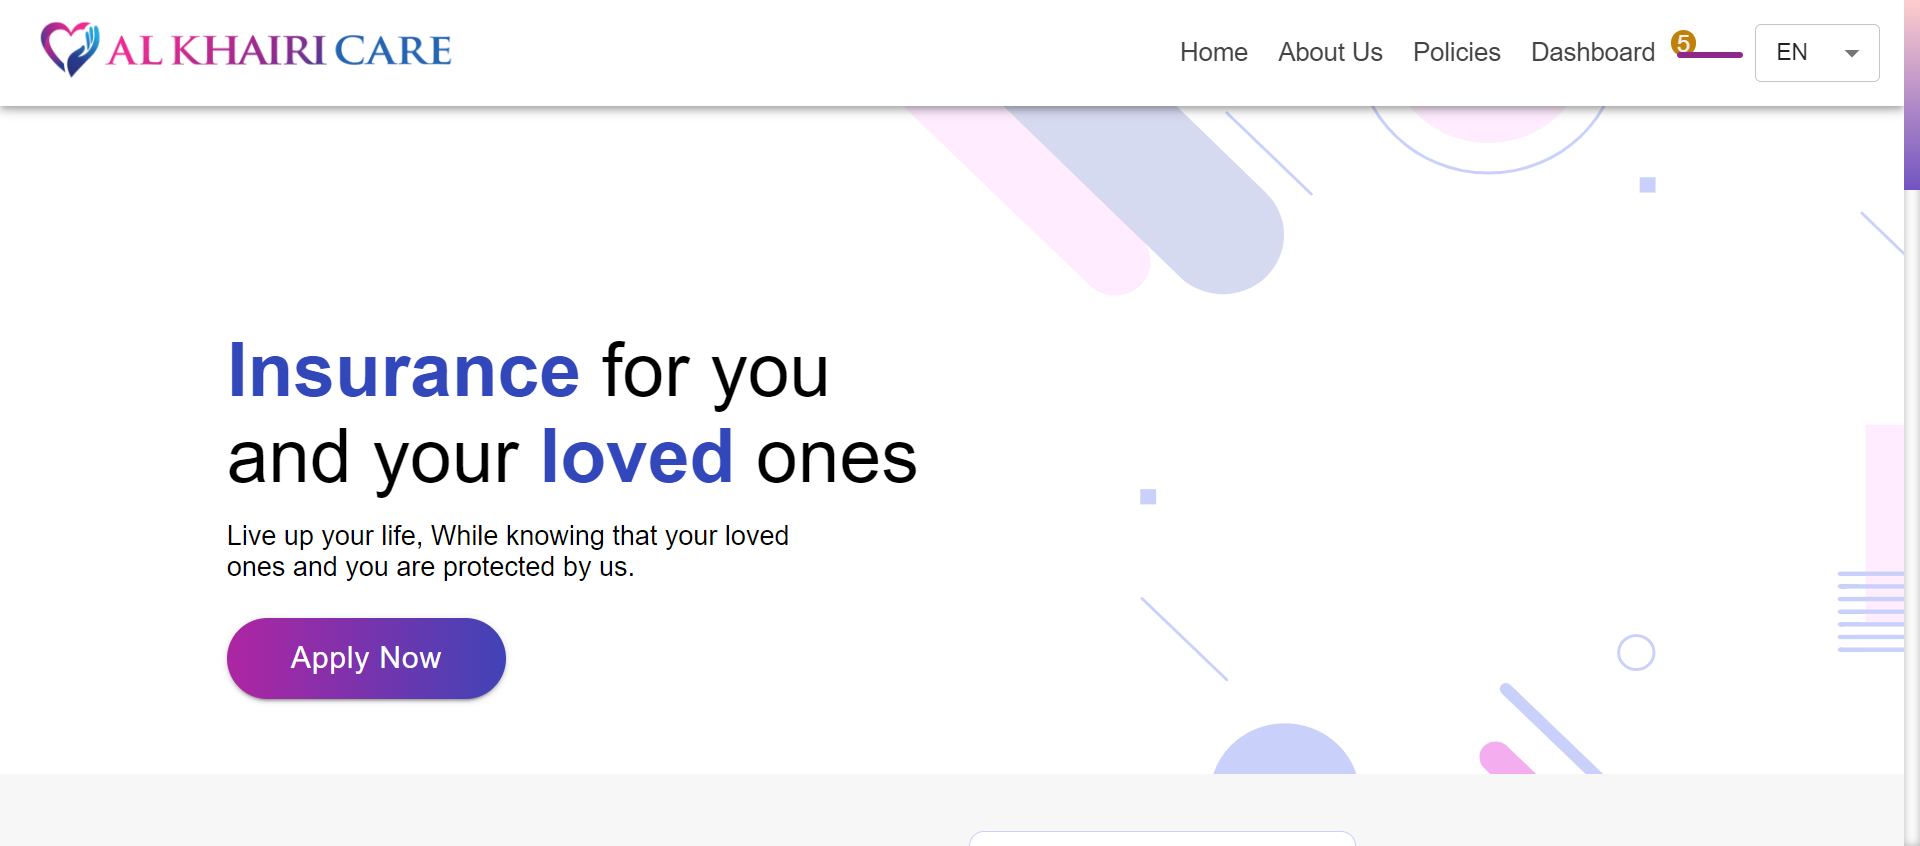 AL KHAIRI CARE
Home About Us Policies Dashboard 5 EN
Insurance for you
and your loved ones
Live up your life, While knowing that your loved
ones and you are protected by us.
Apply Now